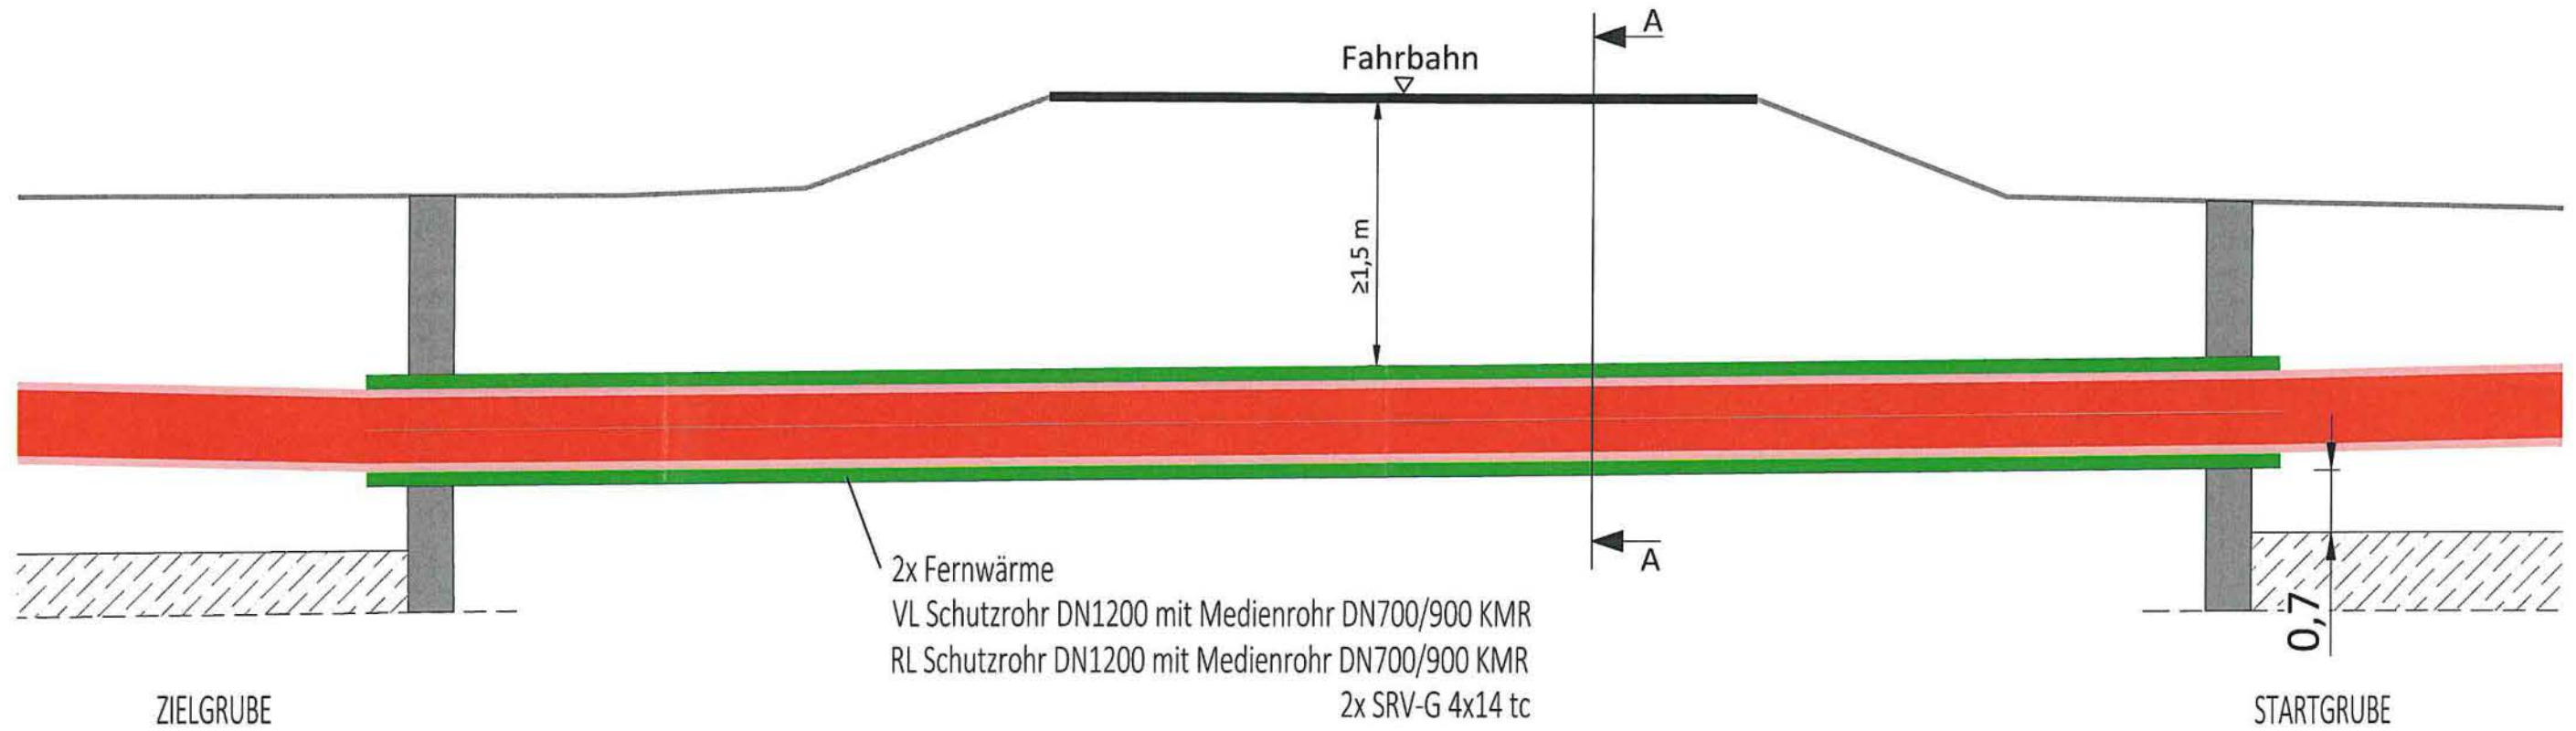 A
Fahrbahn
≥1,5 m
A
2x Fernwärme
VL Schutzrohr DN1200 mit Medienrohr DN700/900 KMR
RL Schutzrohr DN1200 mit Medienrohr DN700/900 KMR
2x SRV-G 4x14 tc
0,7
ZIELGRUBE
STARTGRUBE